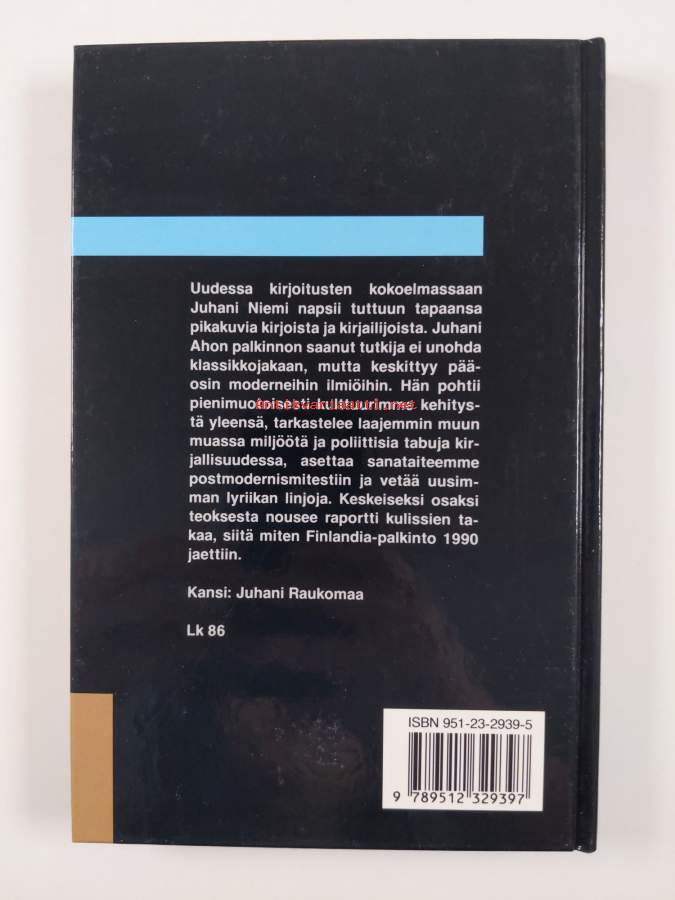 Uudessa kirjoitusten kokoelmassaan
Juhani Niemi napsii tuttuun tapaansa
pikakuvia kirjoista ja kirjailijoista. Juhani
Ahon palkinnon saanut tutkija ei unohda
klassikkojakaan, mutta keskittyy pää-
osin moderneihin ilmiöihin. Hän pohtii
pienimuotoisesti kulttuurimme kehitys-
Antikvariaatti.net
tä yleensä, tarkastelee laajemmin muun
muassa miljöötä ja poliittisia tabuja kir-
jallisuudessa, asettaa sanataiteemme
postmodernismitestiin ja vetää uusim-
man lyriikan linjoja. Keskeiseksi osaksi
teoksesta nousee raportti kulissien ta-
kaa, siitä miten Finlandia-palkinto 1990
jaettiin.
Kansi: Juhani Raukomaa
Lk 86
ISBN 951-23-2939-5
9 789512 329397